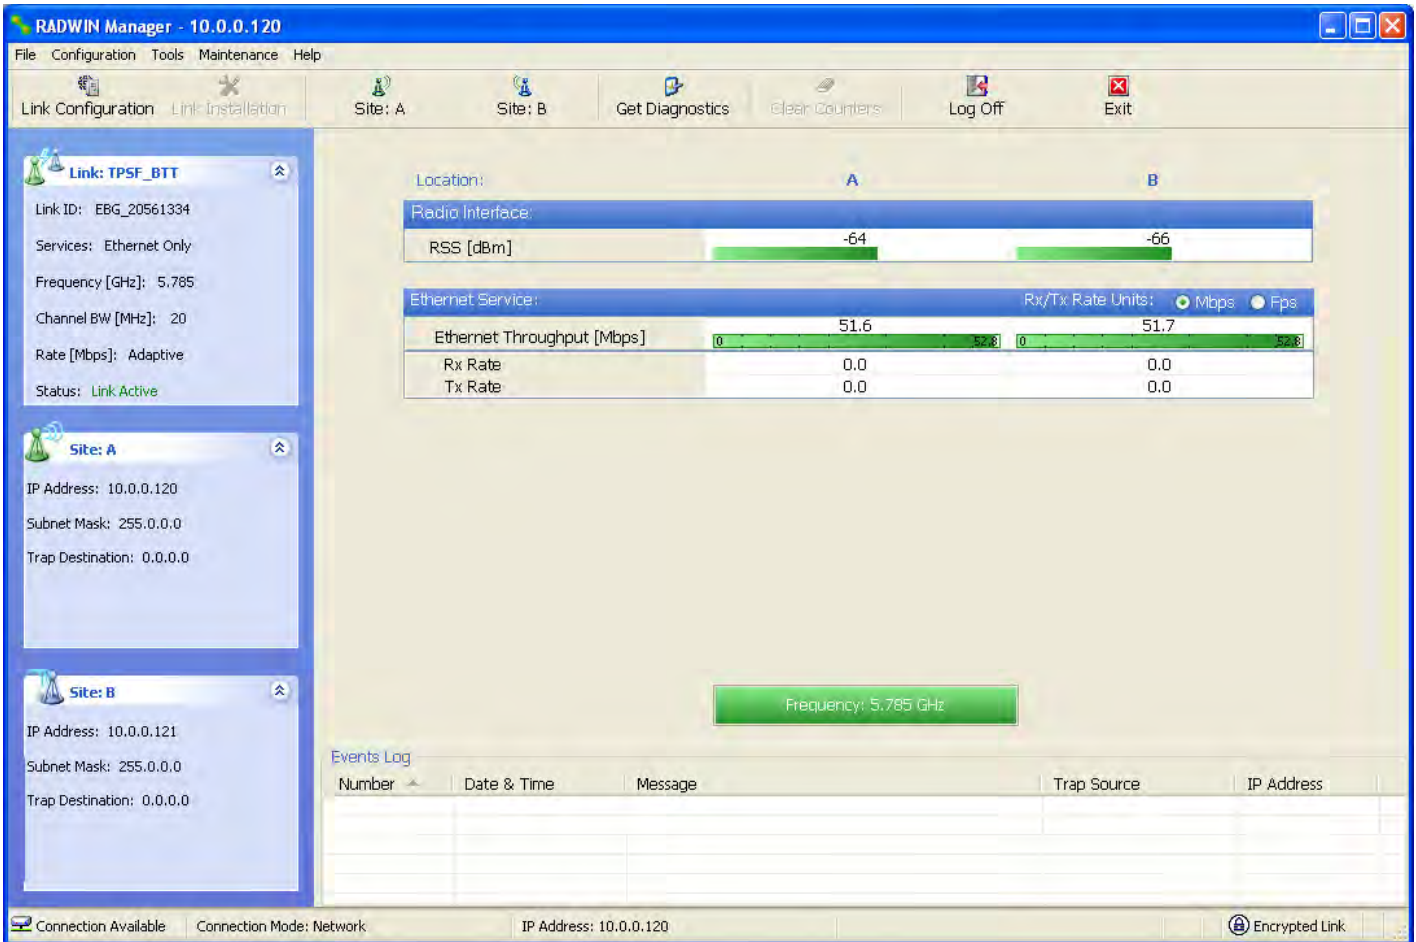 RADWIN Manager - 10.0.0.120
File Configuration Tools Maintenance Help
Link Configuration Link Installation Site: A Site: B Get Diagnostics Clear Counters Log Off Exit
Link: TPSF_BTT
Link ID: EBG_20561334
Services: Ethernet Only
Frequency [GHz]: 5.785
Channel BW [MHz]: 20
Rate [Mbps]: Adaptive
Status: Link Active
Site: A
IP Address: 10.0.0.120
Subnet Mask: 255.0.0.0
Trap Destination: 0.0.0.0
Site: B
IP Address: 10.0.0.121
Subnet Mask: 255.0.0.0
Trap Destination: 0.0.0.0
Location: A B
Radio Interface:
RSS [dBm] -64 -66
Ethernet Service: Rx/Tx Rate Units: Mbps Fps
Ethernet Throughput [Mbps] 51.6 51.7
0 52.8 0 52.8
Rx Rate 0.0 0.0
Tx Rate 0.0 0.0
Frequency: 5.785 GHz
Events Log
Number Date & Time Message Trap Source IP Address
Connection Available Connection Mode: Network IP Address: 10.0.0.120 Encrypted Link